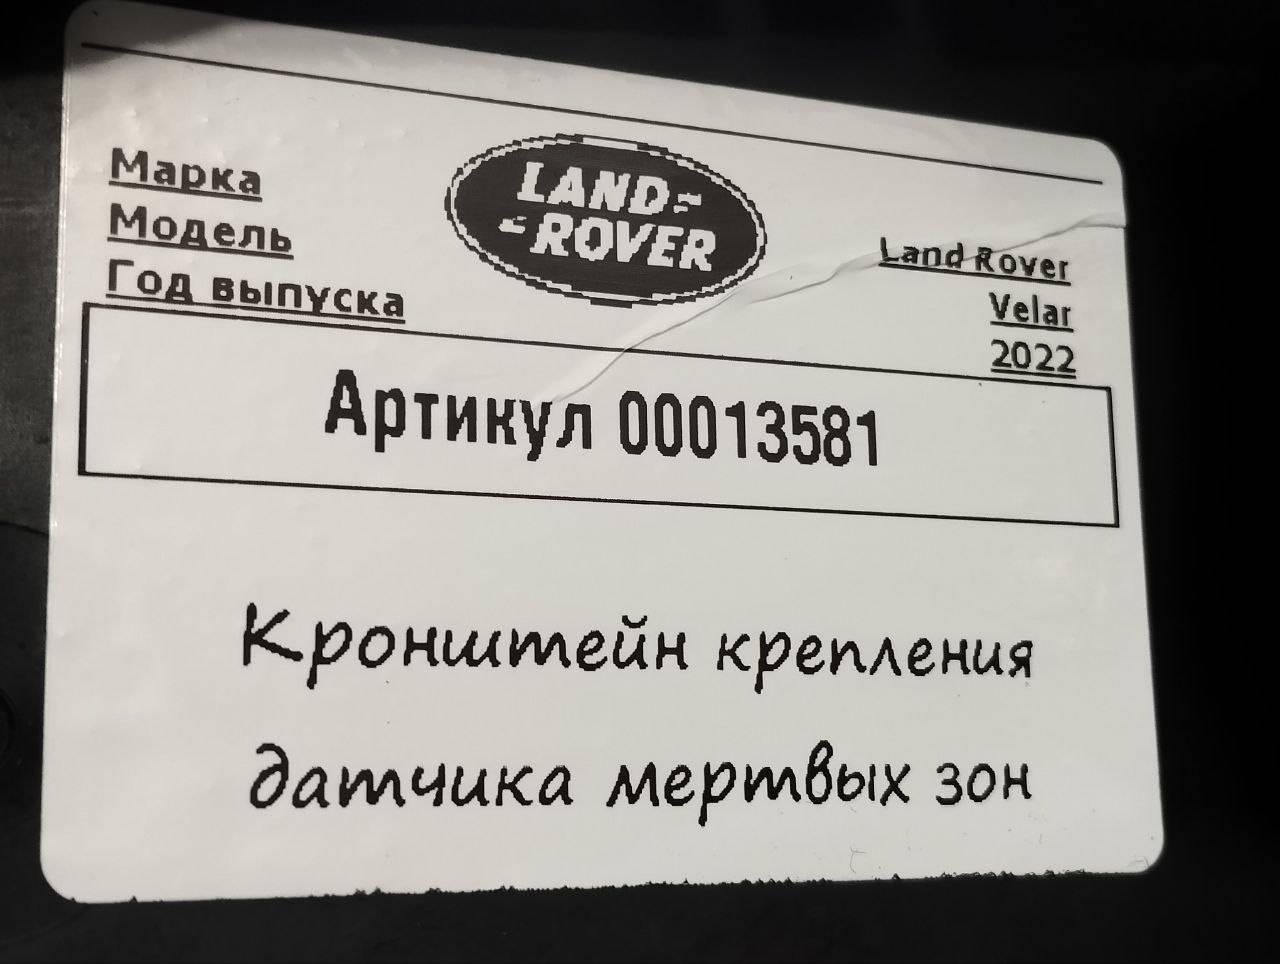 LAND
ROVER
Марка Land Rover
Модель Velar
Год выпуска 2022
Артикул 00013581
Кронштейн крепления
датчика мертвых зон